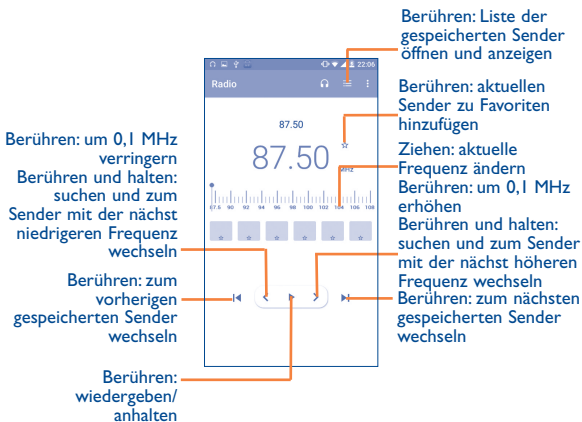 Berühren: Liste der
gespeicherten Sender
öffnen und anzeigen
22:06
Radio
Berühren: aktuellen
Sender zu Favoriten
hinzufügen
87.50
87.50
MHz
Ziehen: aktuelle
Frequenz ändern
87.5 90 92 94 96 98 100 102 104 106 108
Berühren: um 0,1 MHz
verringern
Berühren und halten:
suchen und zum
Sender mit der nächst
niedrigeren Frequenz
wechseln
Berühren: um 0,1 MHz
erhöhen
Berühren und halten:
suchen und zum Sender
mit der nächst höheren
Frequenz wechseln
Berühren: zum
vorherigen
gespeicherten Sender
wechseln
Berühren: zum nächsten
gespeicherten Sender
wechseln
Berühren:
wiedergeben/
anhalten